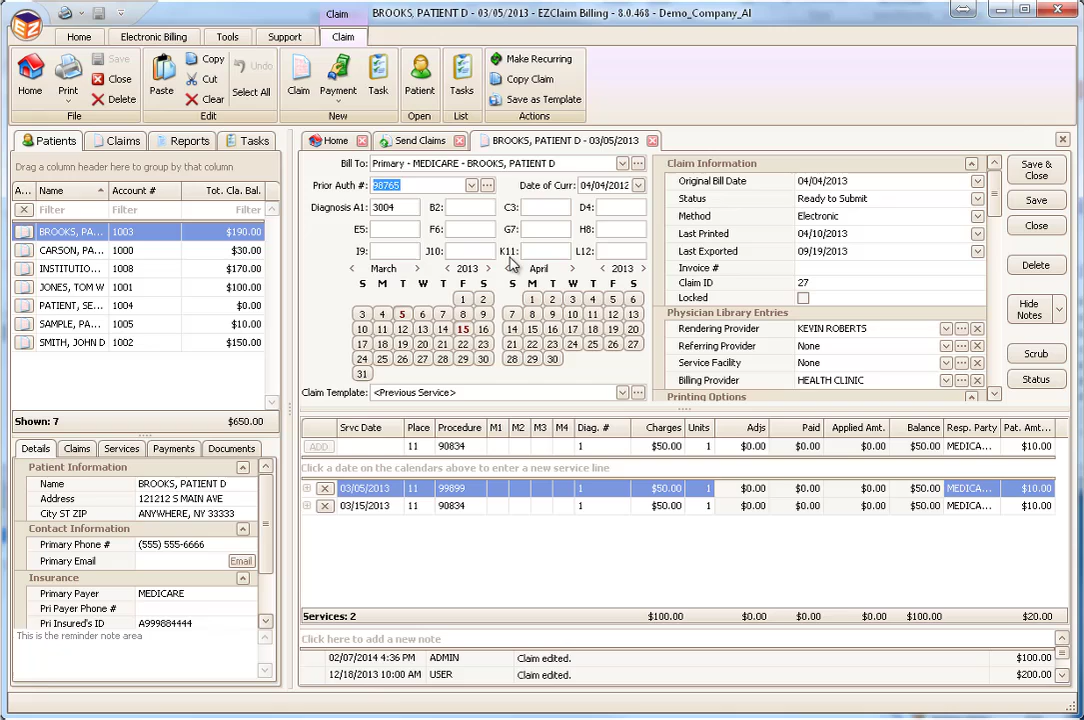 Claim
BROOKS, PATIENT D - 03/05/2013 - EZClaim Billing - 8.0.468 - Demo_Company_AI
EZ
Home Electronic Billing Tools Support Claim
Home Print Save Close Delete File
Paste Copy Cut Clear Undo Select All Edit
Claim Payment Task New
Patient Open
Tasks List
Make Recurring Copy Claim Save as Template Actions
Patients Claims Reports Tasks
Drag a column header here to group by that column
A... Name Account # Tot. Cla. Bal.
Filter Filter Filter
BROOKS, PA... 1003 $190.00
CARSON, PA... 1000 $30.00
INSTITUTIO... 1008 $170.00
JONES, TOM W 1001 $100.00
PATIENT, SE... 1004 $0.00
SAMPLE, PA... 1005 $10.00
SMITH, JOHN D 1002 $150.00
Shown: 7 $650.00
Details Claims Services Payments Documents
Patient Information
Name BROOKS, PATIENT D
Address 121212 S MAIN AVE
City ST ZIP ANYWHERE, NY 33333
Contact Information
Primary Phone # (555) 555-6666
Primary Email Email
Insurance
Primary Payer MEDICARE
Pri Payer Phone #
Pri Insured's ID A999884444
This is the reminder note area
Home Send Claims BROOKS, PATIENT D - 03/05/2013
Bill To: Primary - MEDICARE - BROOKS, PATIENT D
Prior Auth #: 98765 Date of Curr: 04/04/2012
Diagnosis A1: 3004 B2: C3: D4:
E5: F6: G7: H8:
I9: J10: K11: L12:
< March > < 2013 > < April > < 2013 >
S M T W T F S S M T W T F S
1 2 1 2 3 4 5 6
3 4 5 6 7 8 9 7 8 9 10 11 12 13
10 11 12 13 14 15 16 14 15 16 17 18 19 20
17 18 19 20 21 22 23 21 22 23 24 25 26 27
24 25 26 27 28 29 30 28 29 30
31
Claim Template: <Previous Service>
Claim Information
Original Bill Date 04/04/2013
Status Ready to Submit
Method Electronic
Last Printed 04/10/2013
Last Exported 09/19/2013
Invoice #
Claim ID 27
Locked
Physician Library Entries
Rendering Provider KEVIN ROBERTS
Referring Provider None
Service Facility None
Billing Provider HEALTH CLINIC
Printing Options
Save & Close
Save
Close
Delete
Hide Notes
Scrub
Status
Srvc Date Place Procedure M1 M2 M3 M4 Diag. # Charges Units Adjs Paid Applied Amt. Balance Resp. Party Pat. Amt...
ADD 11 90834 1 $50.00 1 $0.00 $0.00 $0.00 $50.00 MEDICA... $10.00
Click a date on the calendars above to enter a new service line
03/05/2013 11 99899 1 $50.00 1 $0.00 $0.00 $0.00 $50.00 MEDICA... $10.00
03/15/2013 11 90834 1 $50.00 1 $0.00 $0.00 $0.00 $50.00 MEDICA... $10.00
Services: 2 $100.00 $0.00 $0.00 $0.00 $100.00 $20.00
Click here to add a new note
02/07/2014 4:36 PM ADMIN Claim edited. $100.00
12/18/2013 10:00 AM USER Claim edited. $200.00